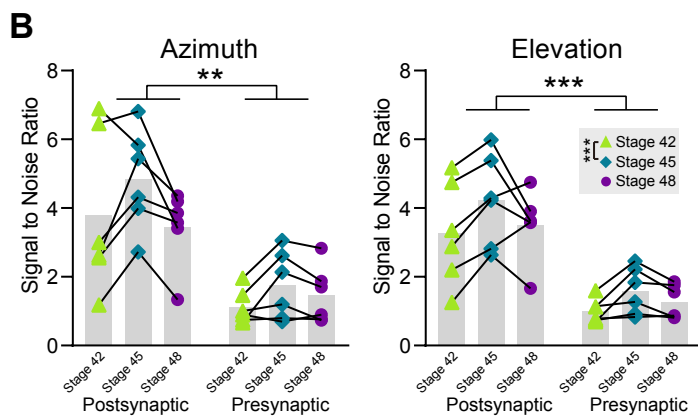 B
Azimuth
Elevation
Signal to Noise Ratio
8
6
4
2
0
**
Stage 42
Stage 45
Stage 48
Stage 42
Stage 45
Stage 48
Postsynaptic
Presynaptic
Signal to Noise Ratio
8
6
4
2
0
***
***
Stage 42
Stage 45
Stage 48
Stage 42
Stage 45
Stage 48
Stage 42
Stage 45
Stage 48
Postsynaptic
Presynaptic